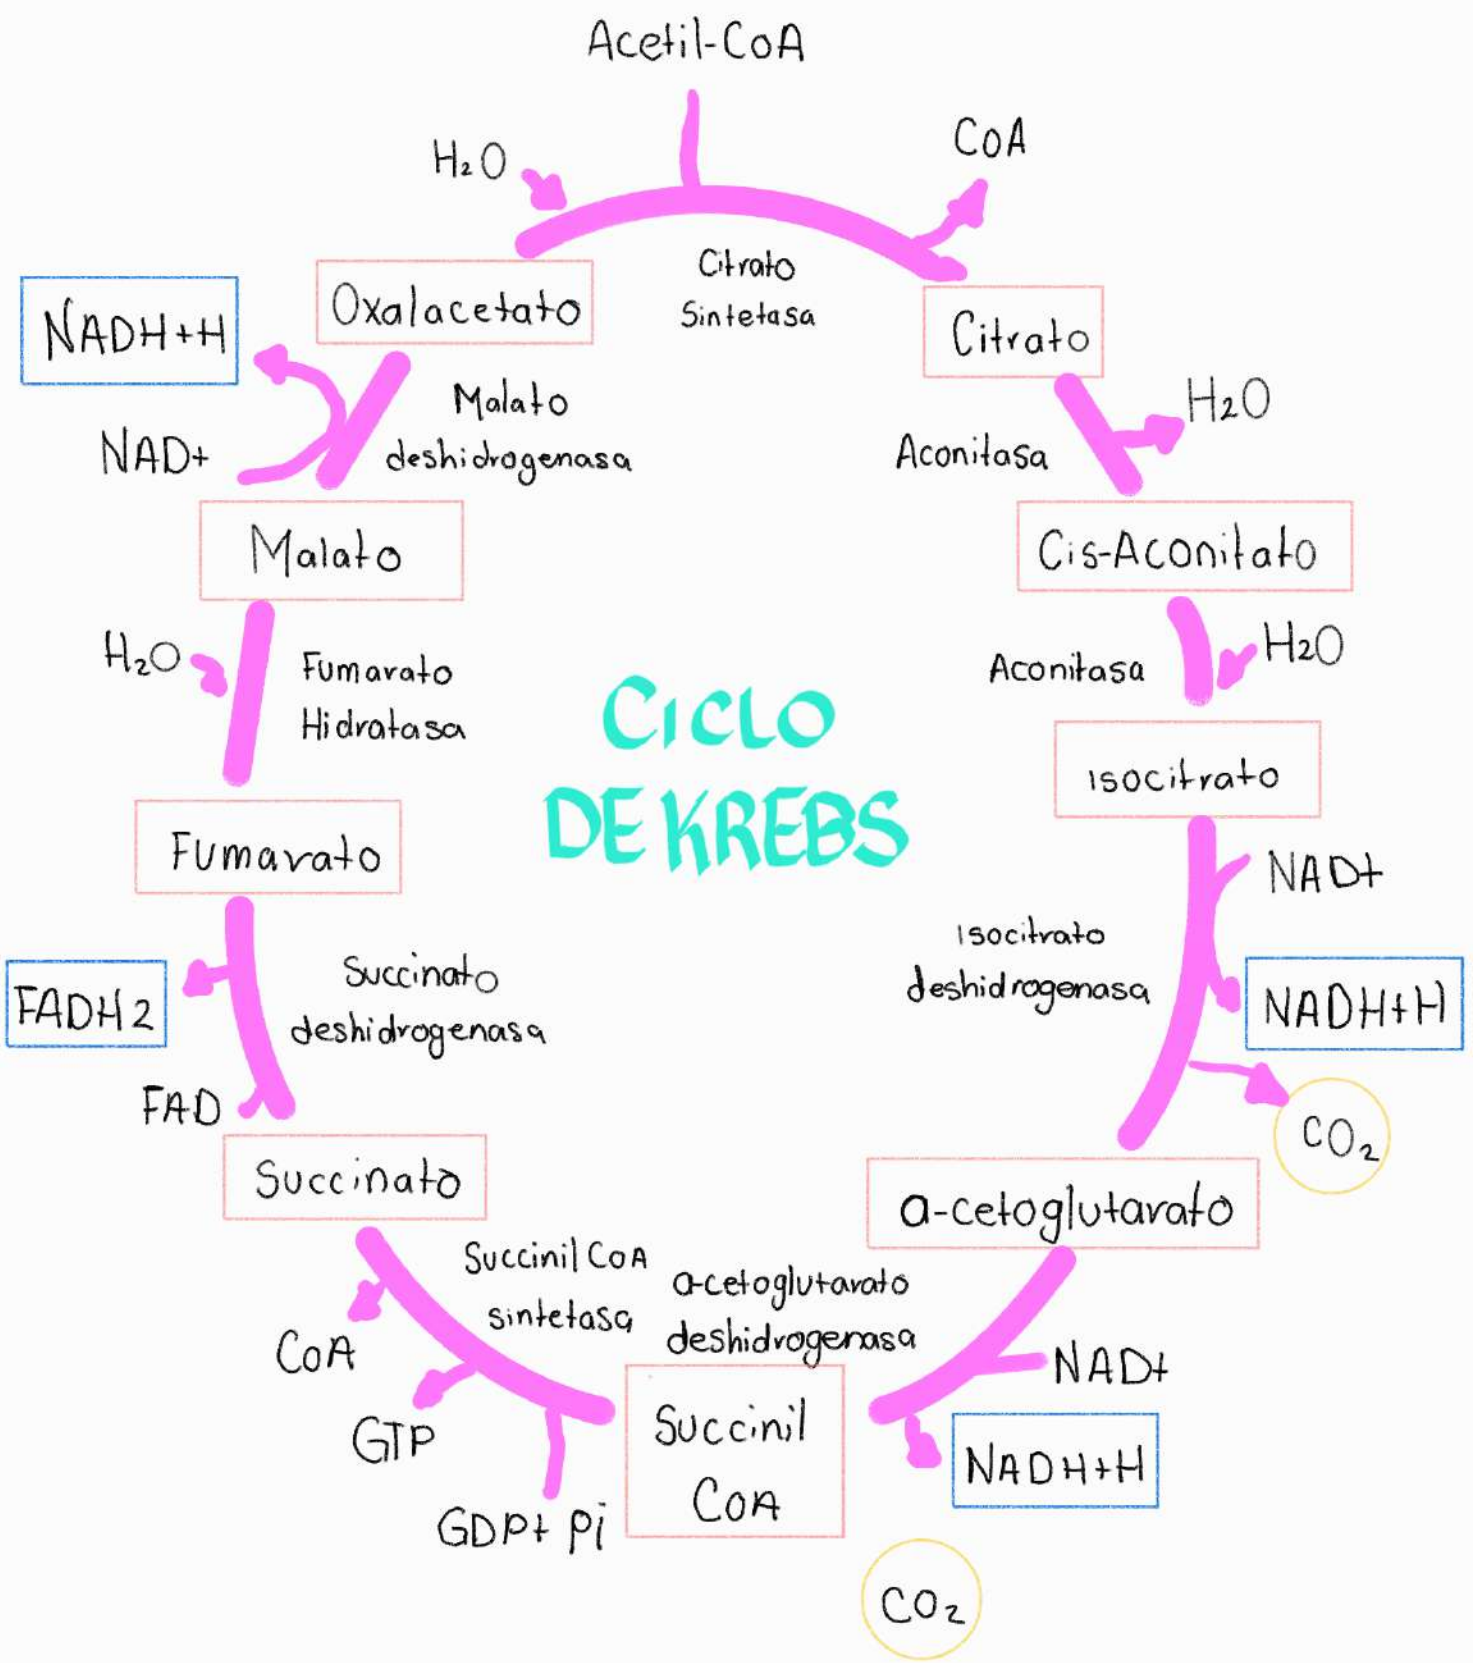 Acetil-CoA
H₂O
CoA
Citrato
Sintetasa
Oxalacetato
Citrato
NADH+H
NAD+
Malato
deshidrogenasa
Aconitasa
H₂O
Malato
Cis-Aconitato
H₂O
Fumarato
Hidratasa
Aconitasa
H₂O
CICLO
DE KREBS
Isocitrato
Fumarato
NAD+
Isocitrato
deshidrogenasa
NADH+H
CO₂
FADH2
Succinato
deshidrogenasa
FAD
Succinato
a-cetoglutarato
Succinil CoA
sintetasa
a-cetoglutarato
deshidrogenasa
CoA
GTP
GDP+ Pi
Succinil
CoA
NAD+
NADH+H
CO₂